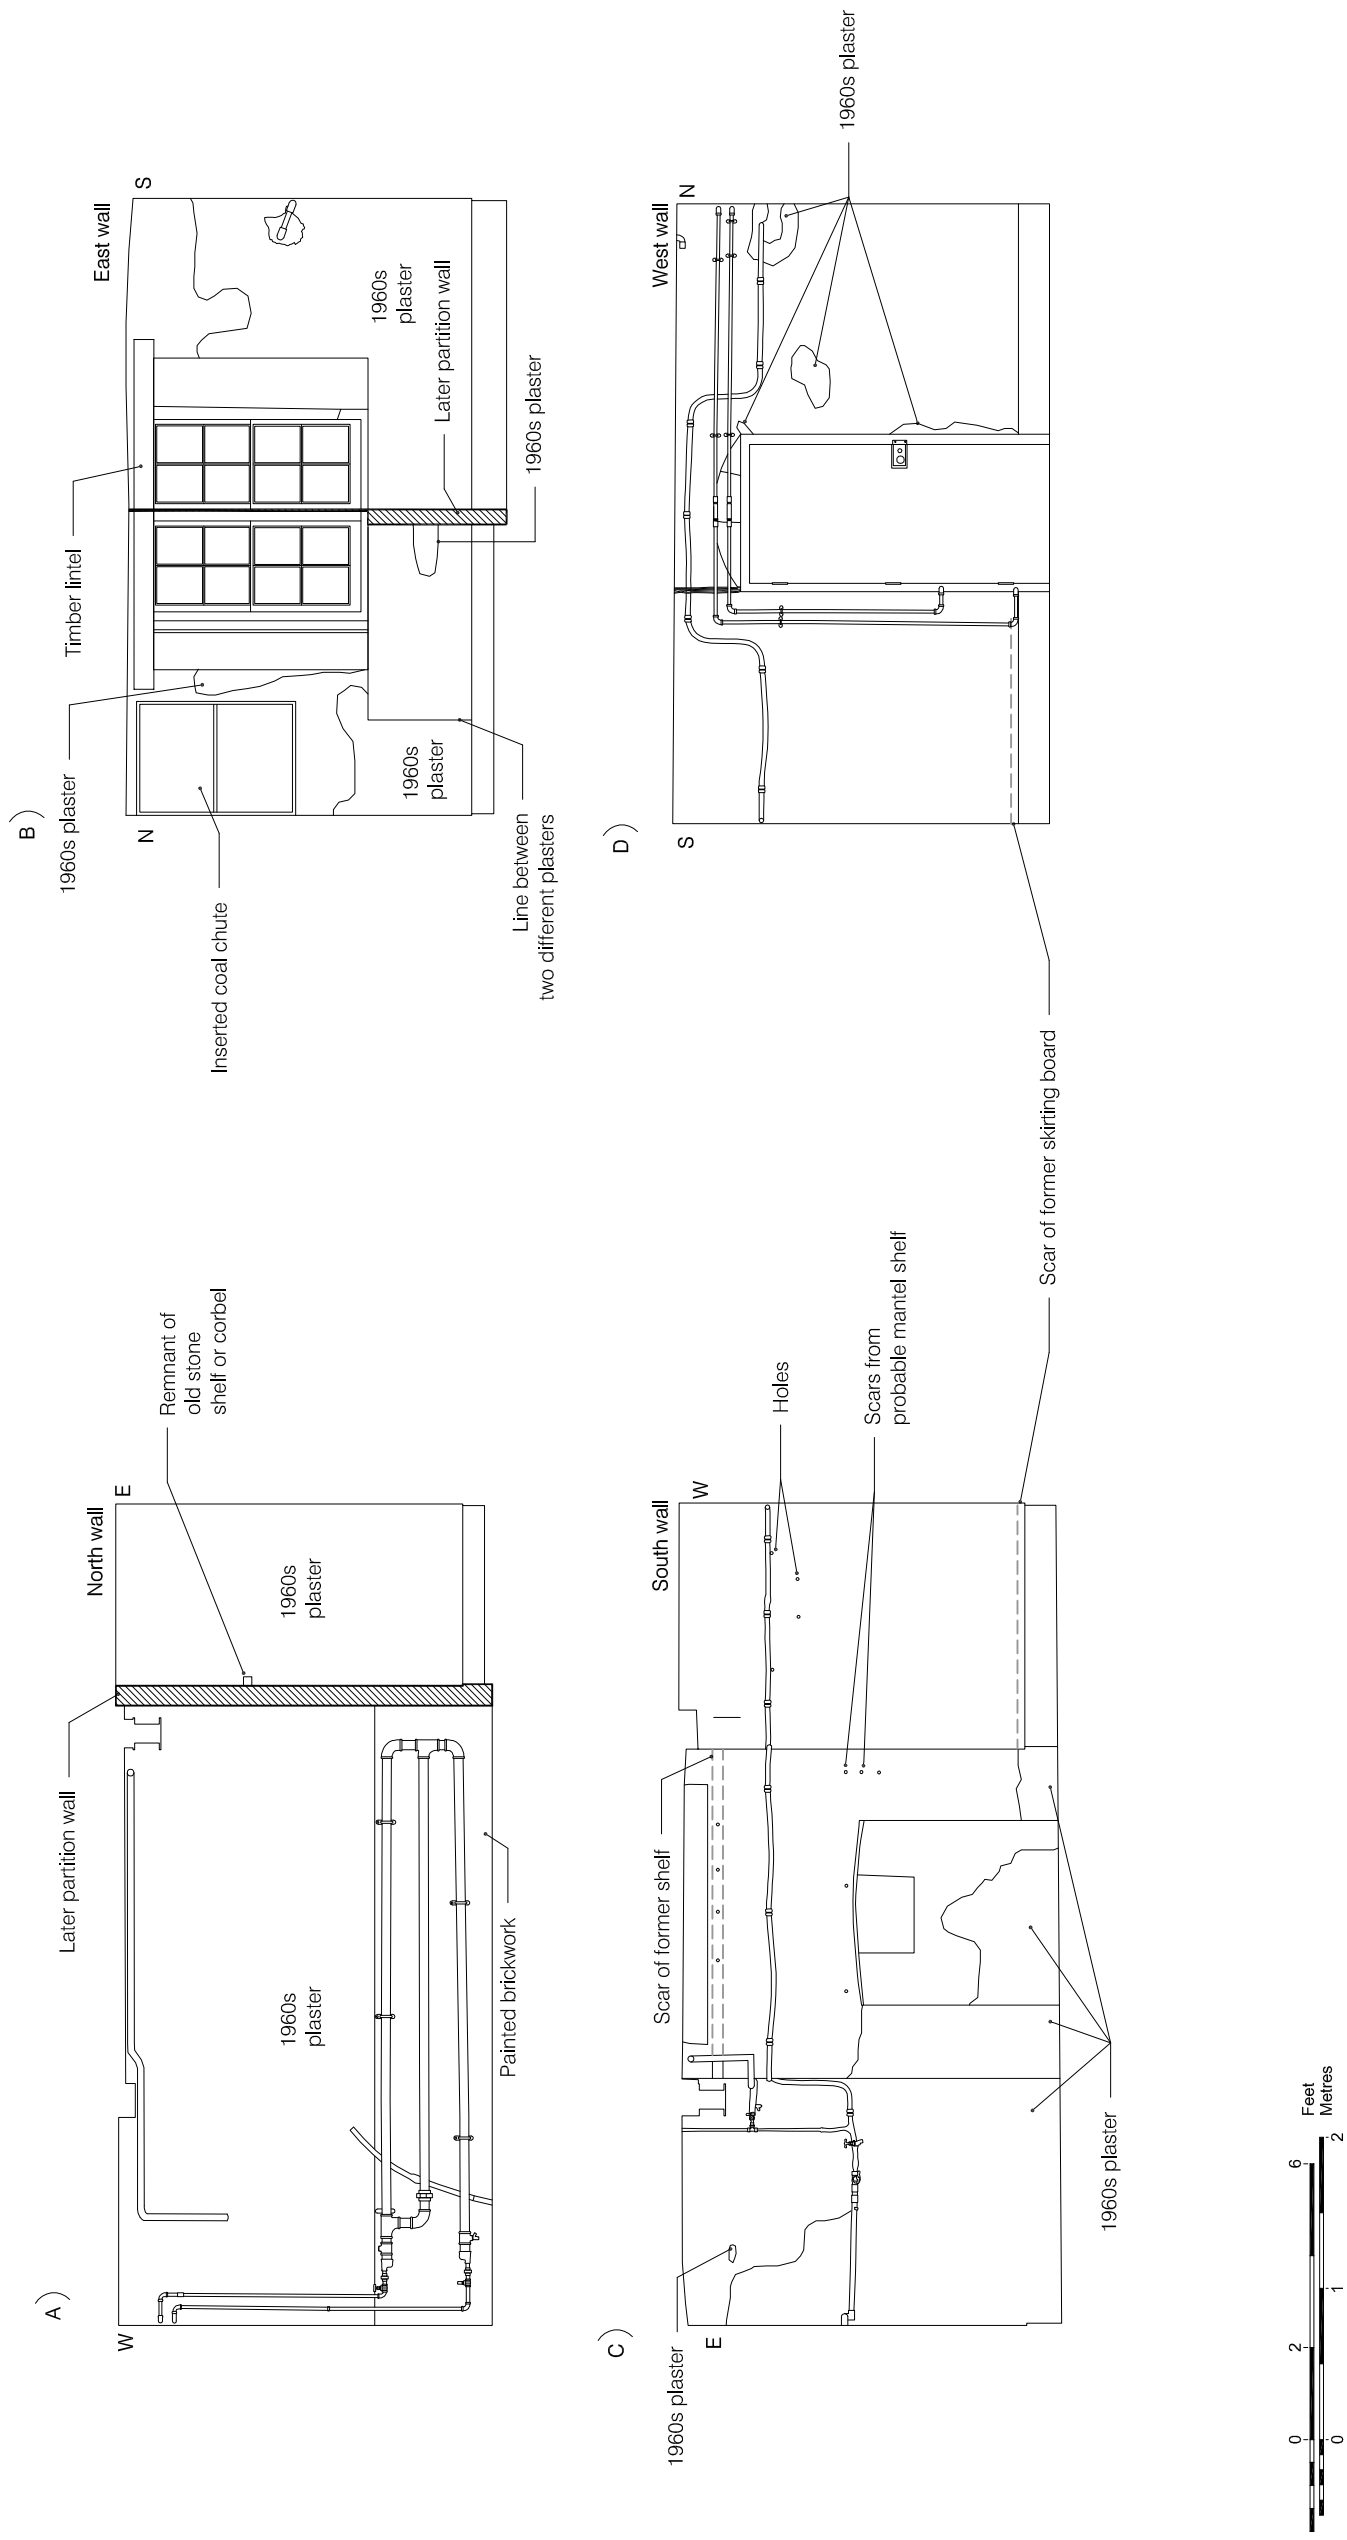 A)
North wall
W
E
Later partition wall
Remnant of
old stone
shelf or corbel
1960s
plaster
1960s
plaster
Painted brickwork
B)
East wall
N
S
1960s plaster
Timber lintel
Inserted coal chute
1960s
plaster
1960s
plaster
Later partition wall
1960s plaster
Line between
two different plasters
C)
South wall
E
W
1960s plaster
Scar of former shelf
Holes
Scars from
probable mantel shelf
1960s plaster
Scar of former skirting board
D)
West wall
S
N
1960s plaster
0
2
6
Feet
Metres
0
1
2